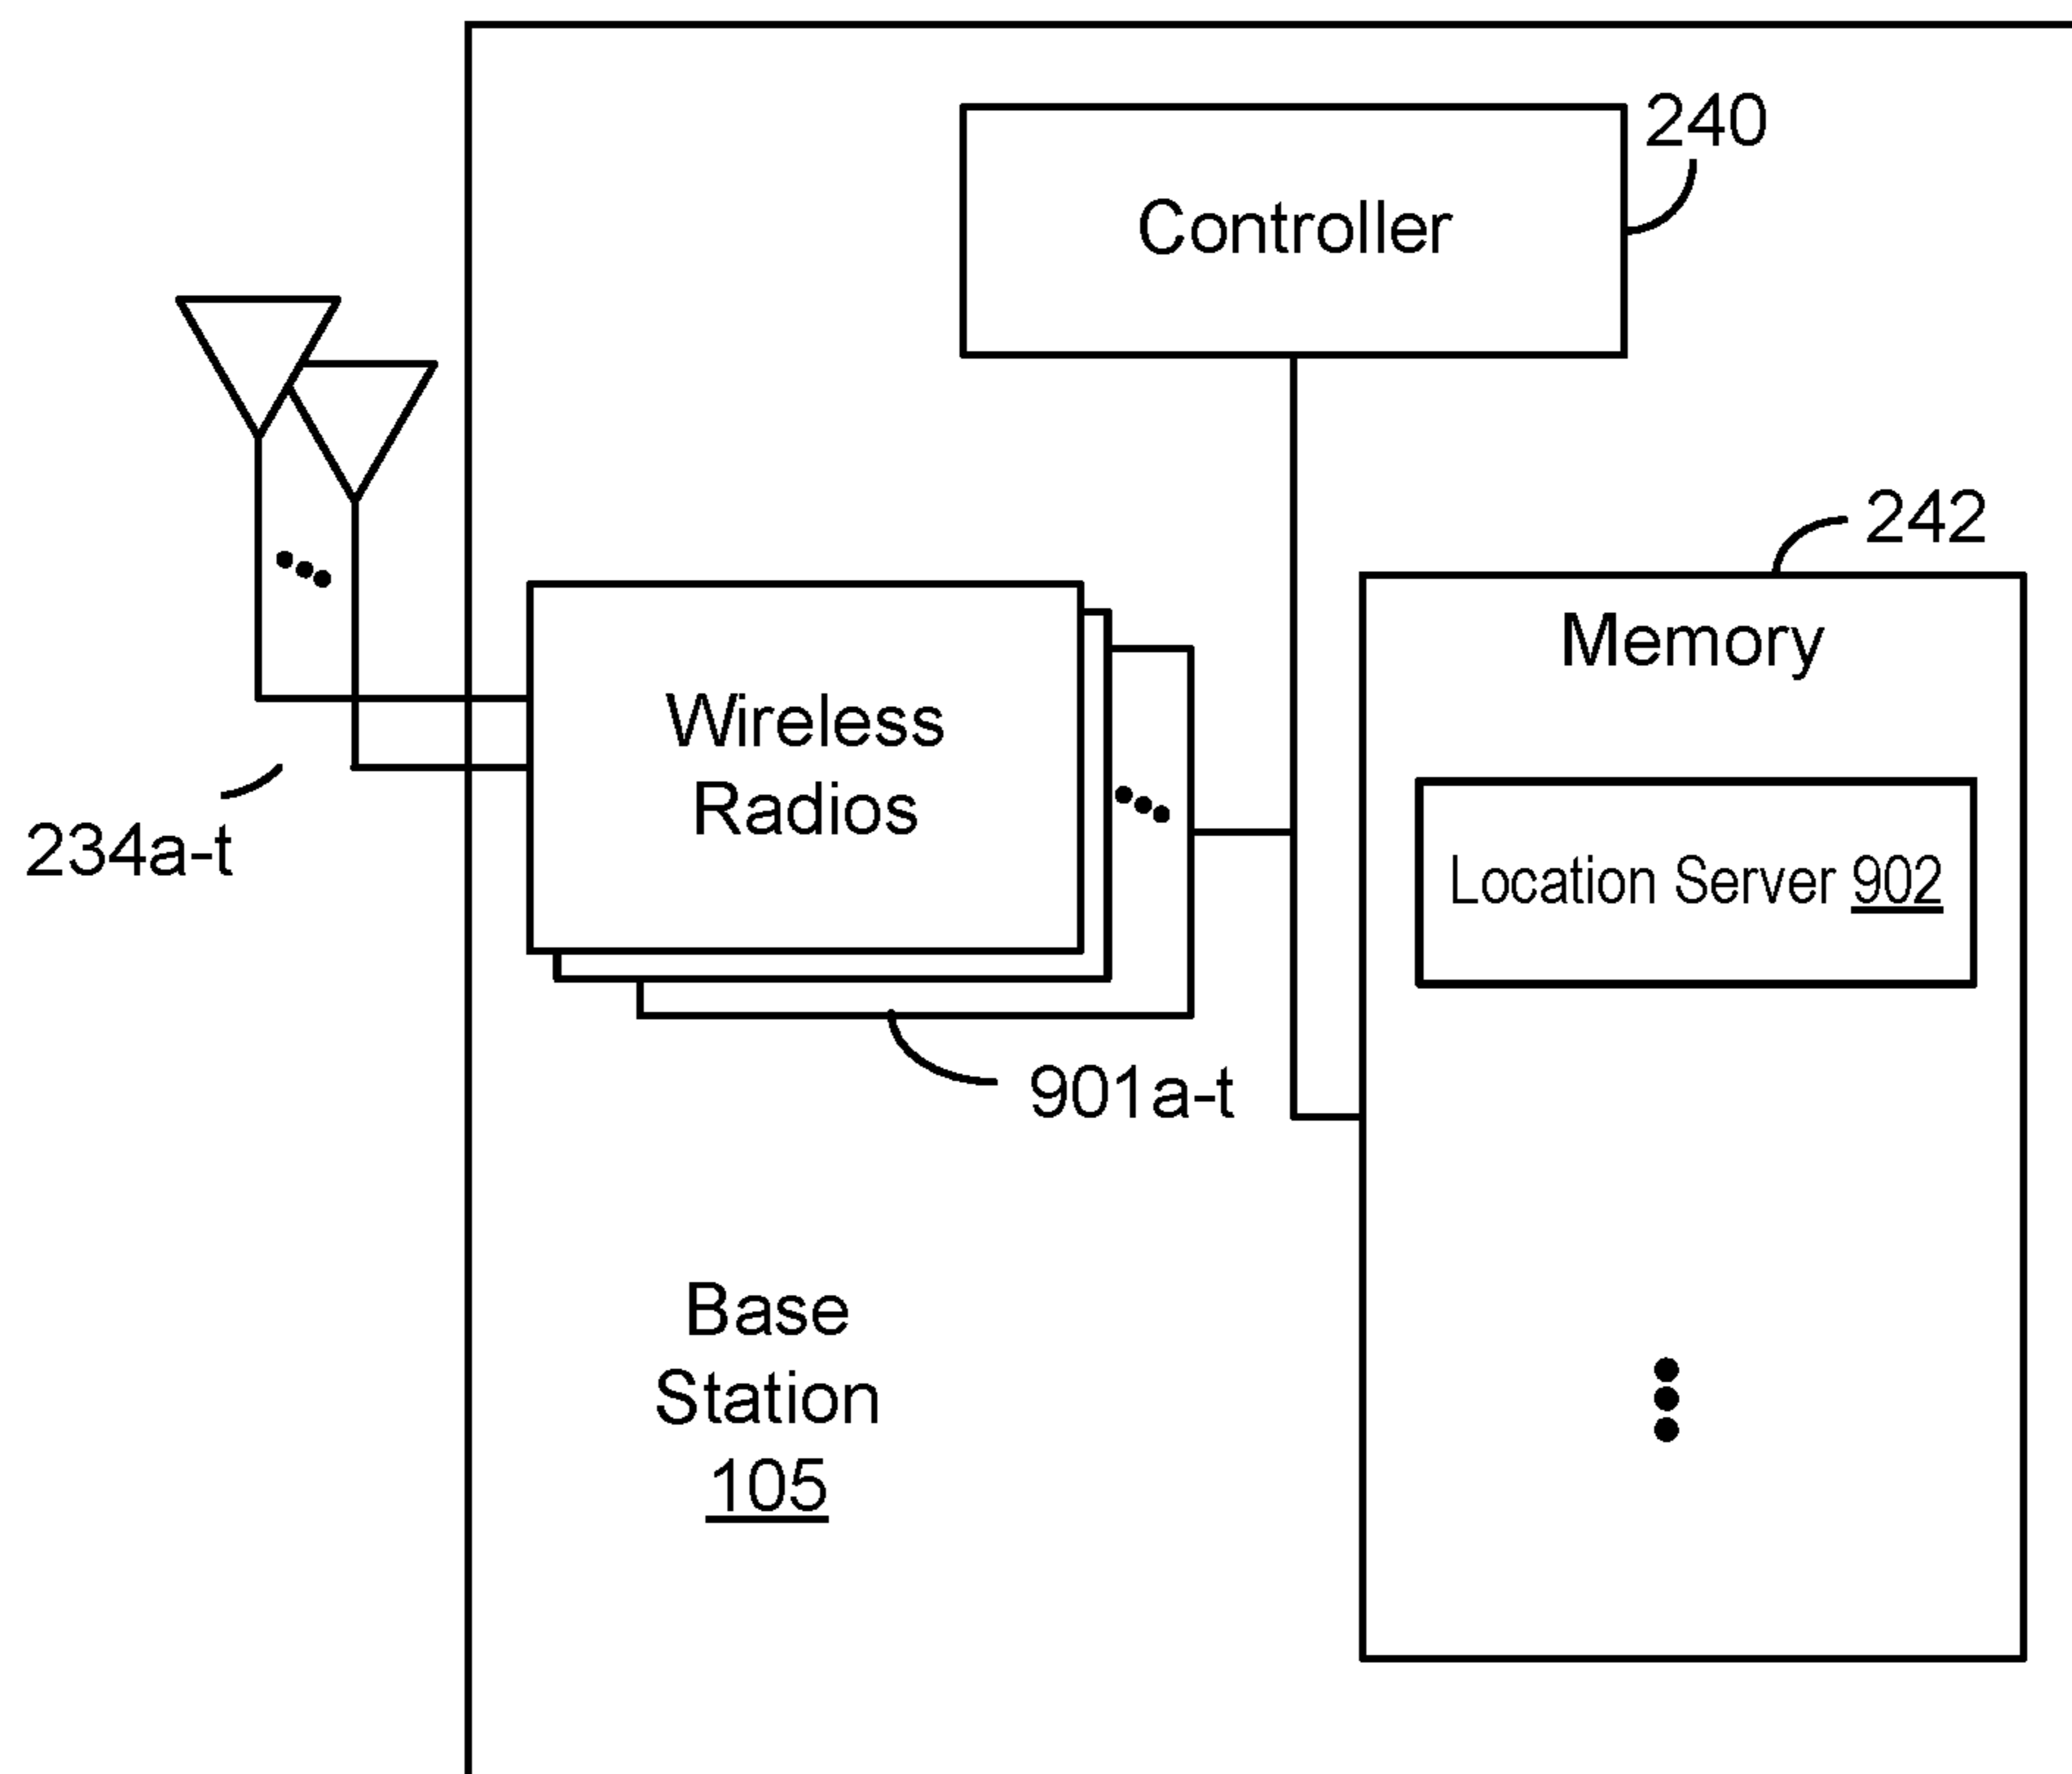 240
Controller
242
Memory
Wireless
Radios
234a-t
Location Server 902
901a-t
Base
Station
105